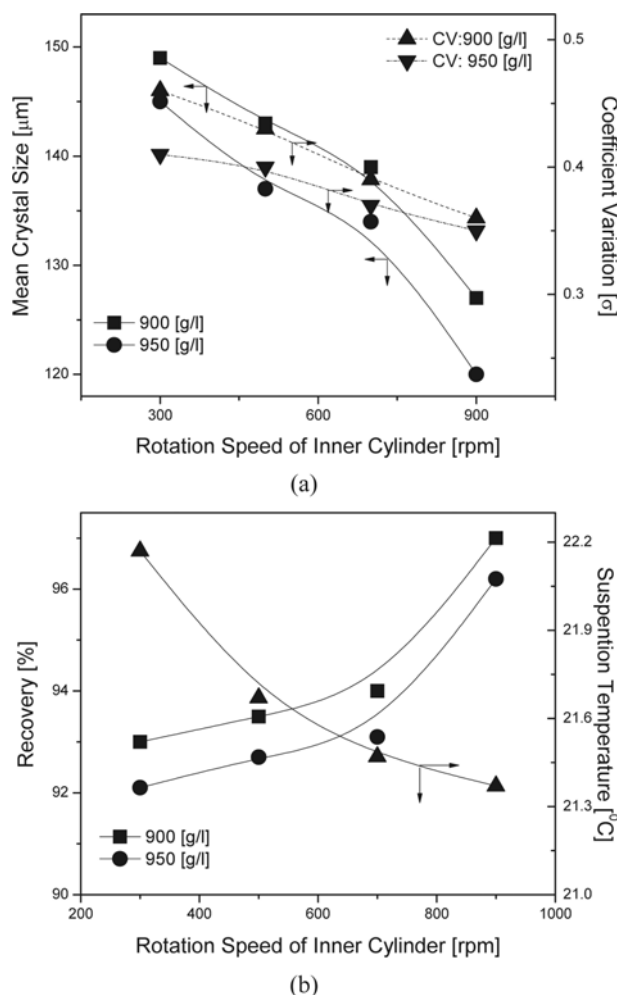 150
140
130
120
Mean Crystal Size [μm]
CV:900 [g/l]
CV: 950 [g/l]
0.5
0.4
0.3
Coefficient Variation [σ]
900 [g/l]
950 [g/l]
300 600 900
Rotation Speed of Inner Cylinder [rpm]
(a)
96
94
92
90
Recovery [%]
22.2
21.9
21.6
21.3
21.0
Suspention Temperature [⁰C]
900 [g/l]
950 [g/l]
200 400 600 800 1000
Rotation Speed of Inner Cylinder [rpm]
(b)